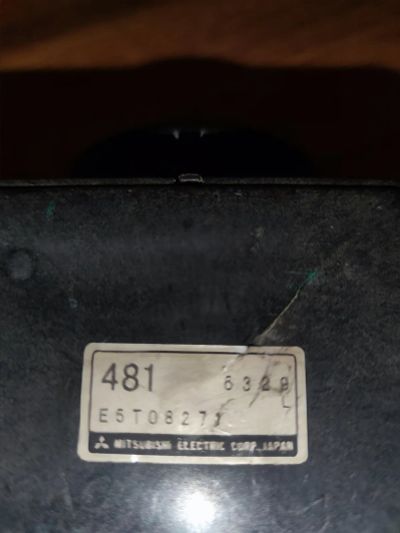 481 6329
L
E5T08271
MITSUBISHI ELECTRIC CORP., JAPAN